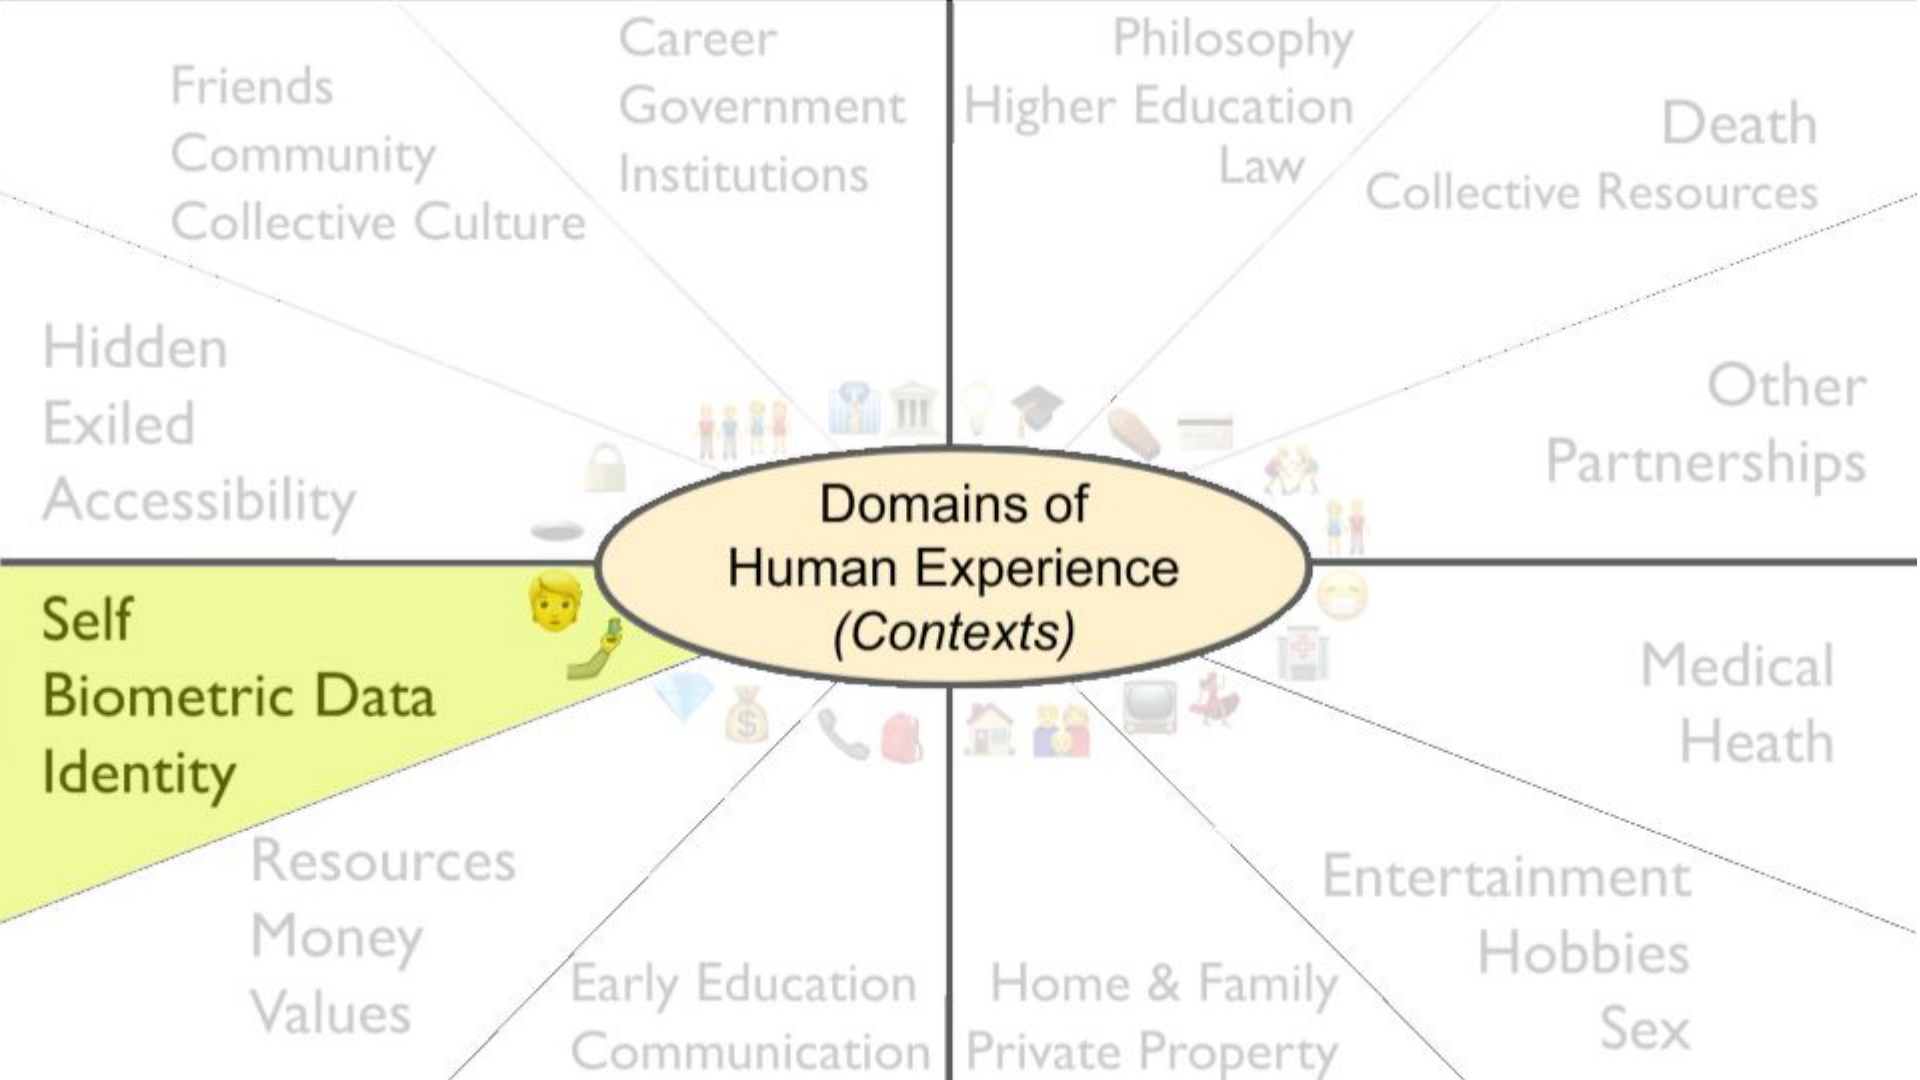 Career
Government
Institutions
Philosophy
Higher Education
Law
Friends
Community
Collective Culture
Death
Collective Resources
Hidden
Exiled
Accessibility
Other
Partnerships
Domains of
Human Experience
(Contexts)
Self
Biometric Data
Identity
Medical
Heath
Resources
Money
Values
Early Education
Communication
Home & Family
Private Property
Entertainment
Hobbies
Sex